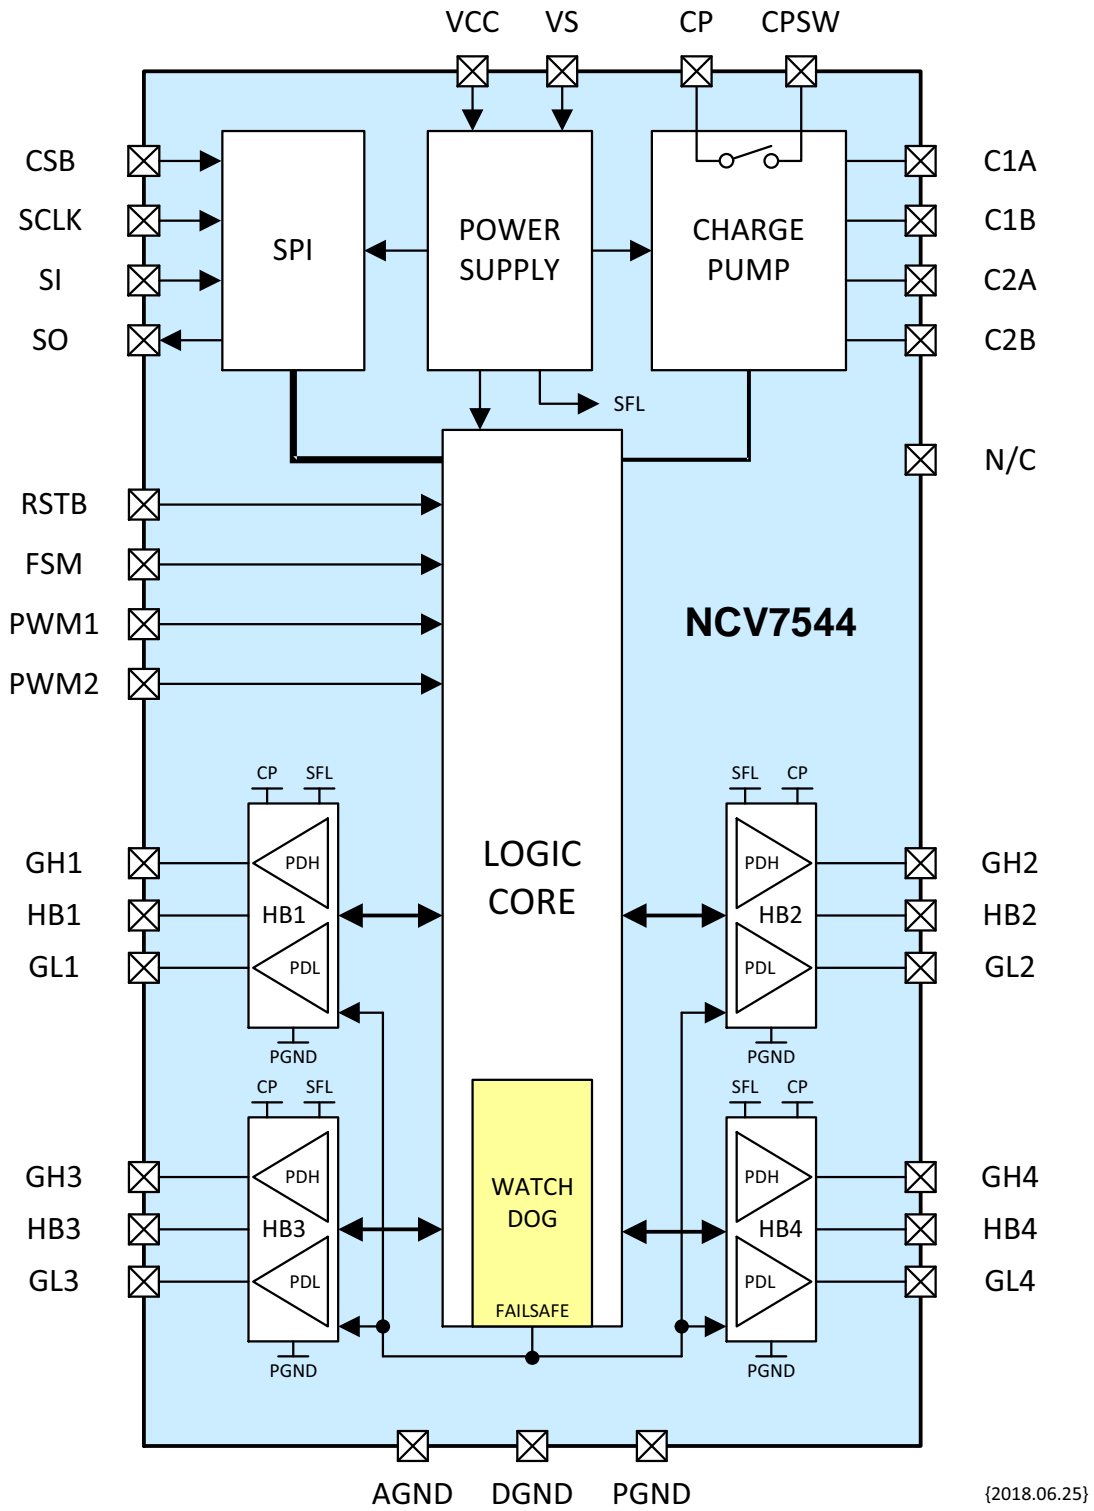 VCC VS CP CPSW
CSB
SCLK
SI
SO
SPI
POWER
SUPPLY
CHARGE
PUMP
C1A
C1B
C2A
C2B
SFL
N/C
RSTB
FSM
PWM1
PWM2
NCV7544
LOGIC
CORE
CP SFL
GH1
HB1
GL1
PDH
HB1
PDL
PGND
SFL CP
PDH
HB2
PDL
PGND
GH2
HB2
GL2
CP SFL
GH3
HB3
GL3
PDH
HB3
PDL
PGND
WATCH
DOG
FAILSAFE
SFL CP
PDH
HB4
PDL
PGND
GH4
HB4
GL4
AGND DGND PGND
{2018.06.25}